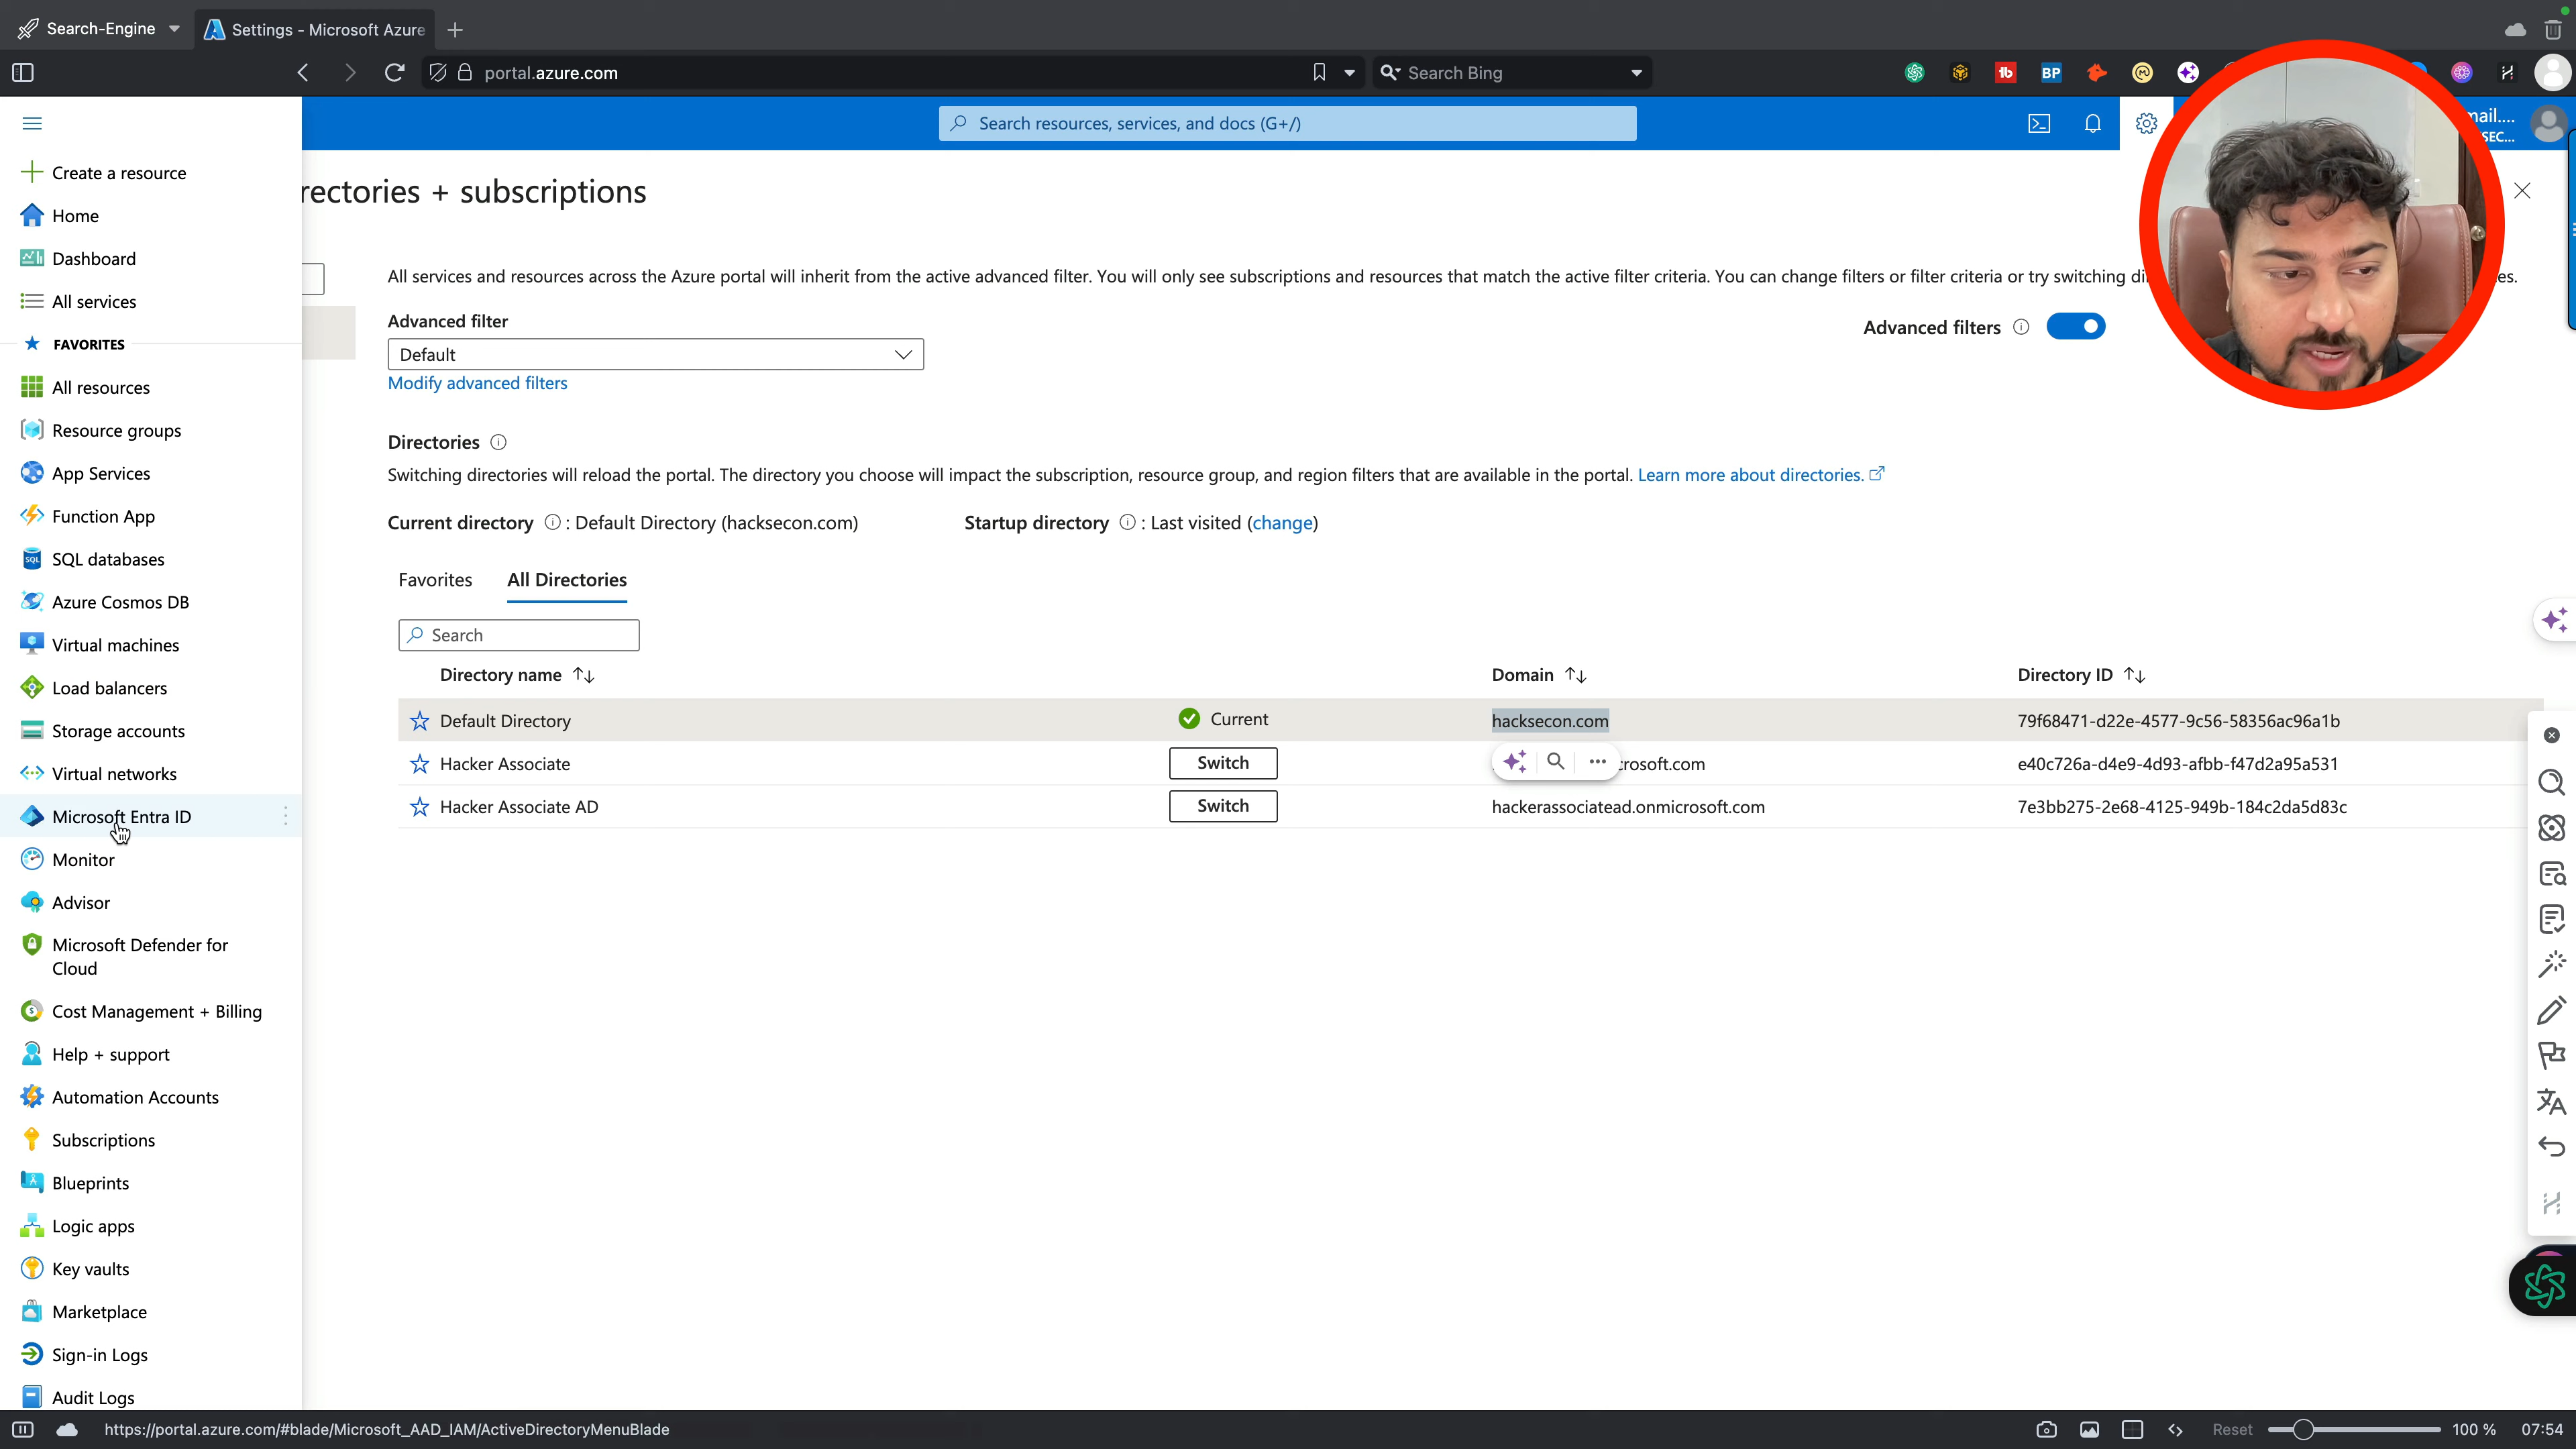 Search-Engine
Settings - Microsoft Azure
portal.azure.com
Search Bing
tb
BP
Search resources, services, and docs (G+/)
mail....
SEC...
Create a resource
Home
Dashboard
All services
FAVORITES
All resources
Resource groups
App Services
Function App
SQL databases
Azure Cosmos DB
Virtual machines
Load balancers
Storage accounts
Virtual networks
Microsoft Entra ID
Monitor
Advisor
Microsoft Defender for
Cloud
Cost Management + Billing
Help + support
Automation Accounts
Subscriptions
Blueprints
Logic apps
Key vaults
Marketplace
Sign-in Logs
Audit Logs
rectories + subscriptions
All services and resources across the Azure portal will inherit from the active advanced filter. You will only see subscriptions and resources that match the active filter criteria. You can change filters or filter criteria or try switching di
es.
Advanced filter
Default
Modify advanced filters
Advanced filters
Directories
Switching directories will reload the portal. The directory you choose will impact the subscription, resource group, and region filters that are available in the portal. Learn more about directories.
Current directory : Default Directory (hacksecon.com)
Startup directory : Last visited (change)
Favorites
All Directories
Search
Directory name
Domain
Directory ID
Default Directory
Current
hacksecon.com
79f68471-d22e-4577-9c56-58356ac96a1b
Hacker Associate
Switch
crosoft.com
e40c726a-d4e9-4d93-afbb-f47d2a95a531
Hacker Associate AD
Switch
hackerassociatead.onmicrosoft.com
7e3bb275-2e68-4125-949b-184c2da5d83c
https://portal.azure.com/#blade/Microsoft_AAD_IAM/ActiveDirectoryMenuBlade
Reset
100 %
07:54